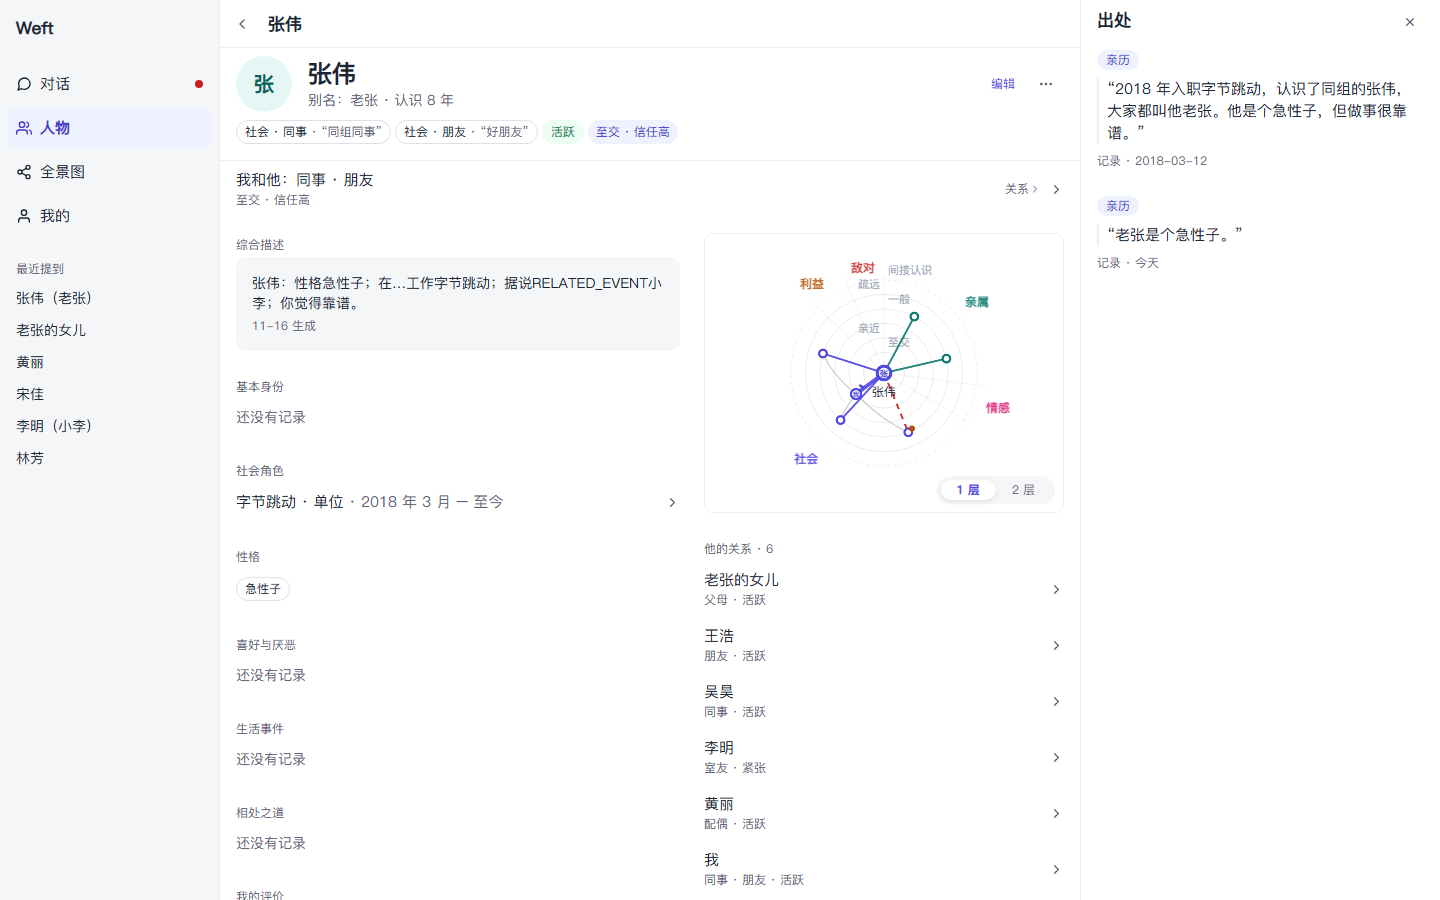 Weft
对话
人物
全景图
我的
最近提到
张伟（老张）
老张的女儿
黄丽
宋佳
李明（小李）
林芳
张伟
张
张伟
别名：老张 · 认识 8 年
编辑
社会 · 同事 · “同组同事”
社会 · 朋友 · “好朋友”
活跃
至交 · 信任高
我和他：同事 · 朋友
至交 · 信任高
关系
综合描述
张伟：性格急性子；在…工作字节跳动；据说RELATED_EVENT小
李；你觉得靠谱。
11-16 生成
基本身份
还没有记录
社会角色
字节跳动 · 单位 · 2018 年 3 月 — 至今
性格
急性子
喜好与厌恶
还没有记录
生活事件
还没有记录
相处之道
还没有记录
我的评价
敌对
间接认识
利益
疏远
一般
亲属
亲近
至交
张
张伟
情感
社会
1 层
2 层
他的关系 · 6
老张的女儿
父母 · 活跃
王浩
朋友 · 活跃
吴昊
同事 · 活跃
李明
室友 · 紧张
黄丽
配偶 · 活跃
我
同事 · 朋友 · 活跃
出处
亲历
“2018 年入职字节跳动，认识了同组的张伟，
大家都叫他老张。他是个急性子，但做事很靠
谱。”
记录 · 2018-03-12
亲历
“老张是个急性子。”
记录 · 今天